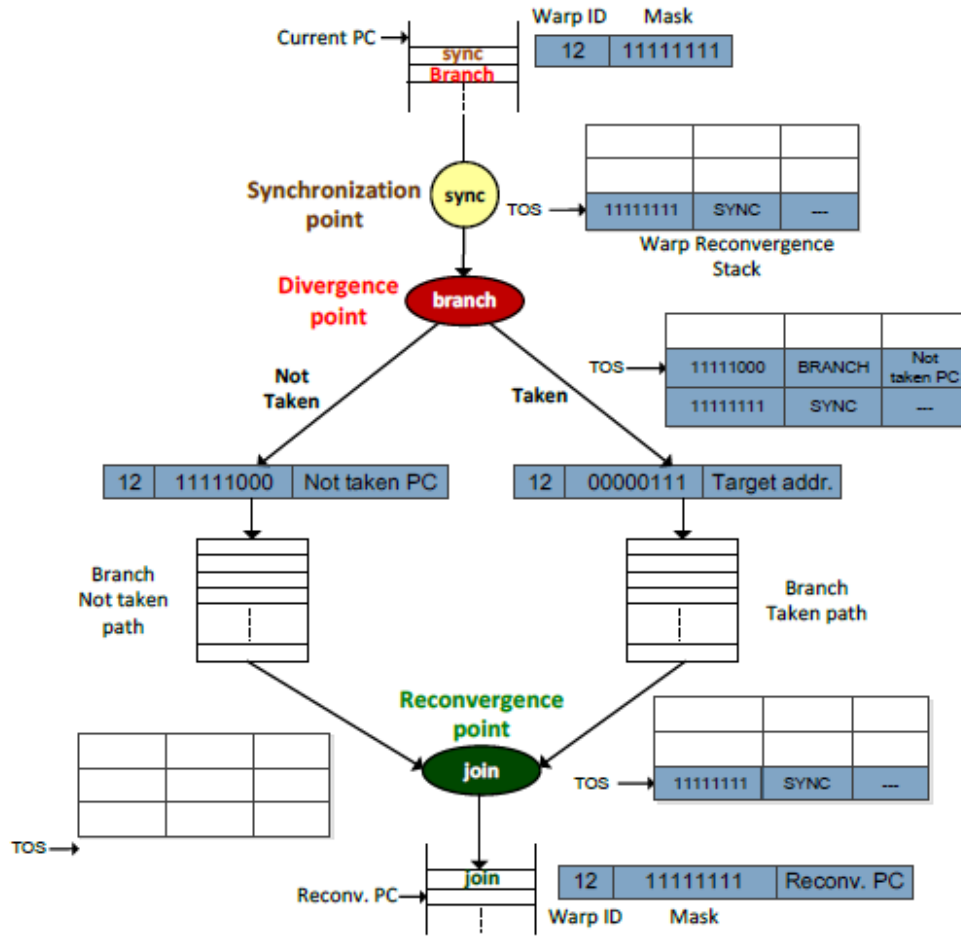 Warp ID Mask
Current PC
sync
12 11111111
Branch
Synchronization
point
sync
TOS
11111111 SYNC ---
Warp Reconvergence
Stack
Divergence
point
branch
Not
Taken
Taken
TOS
11111000 BRANCH Not
taken PC
11111111 SYNC ---
12 11111000 Not taken PC
12 00000111 Target addr.
Branch
Not taken
path
Branch
Taken path
Reconvergence
point
join
TOS
11111111 SYNC ---
TOS
join
Reconv. PC
12 11111111 Reconv. PC
Warp ID Mask